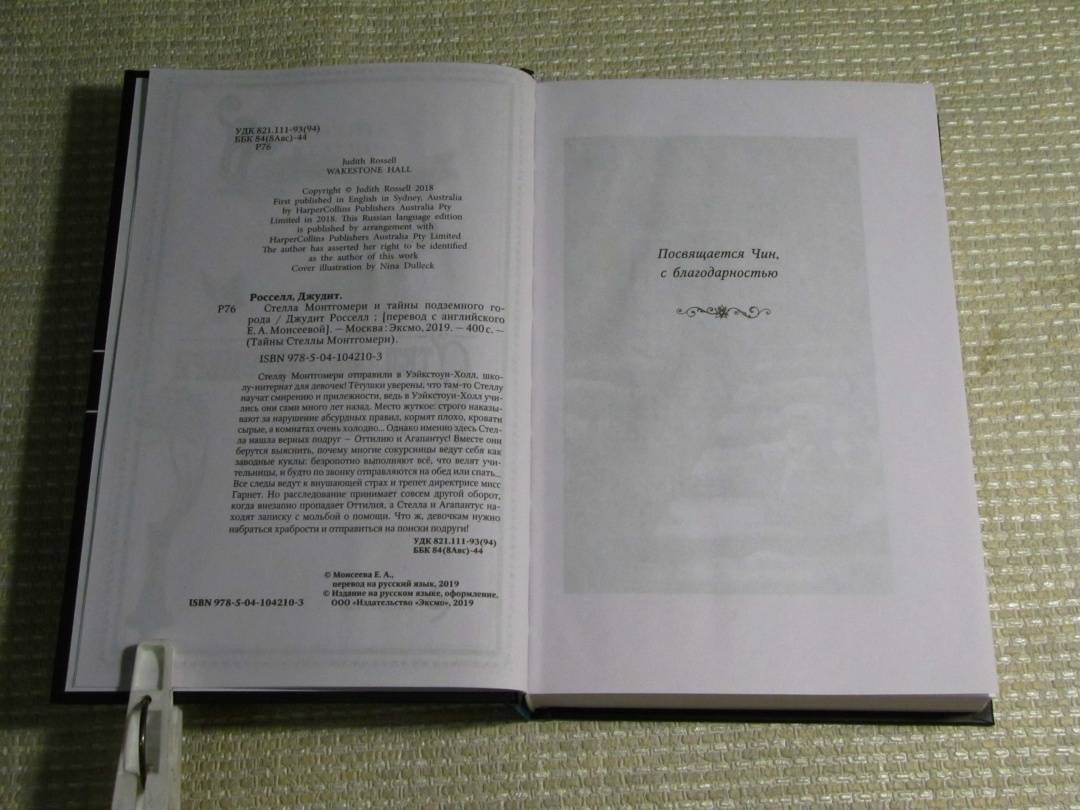 УДК 821.111-93(94)
ББК 84(8Авс)-44
Р76
Judith Rossell
WAKESTONE HALL
Copyright © Judith Rossell 2018
First published in English in Sydney, Australia
by HarperCollins Publishers Australia Pty
Limited in 2018. This Russian language edition
is published by arrangement with
HarperCollins Publishers Australia Pty Limited
The author has asserted her right to be identified
as the author of this work
Cover illustration by Nina Dulleck
Росселл, Джудит.
Р76 Стелла Монтгомери и тайны подземного го-
рода / Джудит Росселл ; [перевод с английского
Е. А. Моисеевой]. — Москва : Эксмо, 2019. — 400 с. —
(Тайны Стеллы Монтгомери).
ISBN 978-5-04-104210-3
Стеллу Монтгомери отправили в Уэйкстоун-Холл, шко-
лу-интернат для девочек! Тётушки уверены, что там-то Стеллу
научат смирению и прилежности, ведь в Уэйкстоун-Холл учи-
лись они сами много лет назад. Место жуткое: строго наказы-
вают за нарушение абсурдных правил, кормят плохо, кровати
сырые, а комнатах очень холодно... Однако именно здесь Стел-
ла нашла верных подруг — Оттилию и Агапантус! Вместе они
берутся выяснить, почему многие сокурсницы ведут себя как
заводные куклы: безропотно выполняют всё, что велят учи-
тельницы, и будто по звонку отправляются на обед или спать...
Все следы ведут к внушающей страх и трепет директрисе мисс
Гарнет. Но расследование принимает совсем другой оборот,
когда внезапно пропадает Оттилия, а Стелла и Агапантус на-
ходят записку с мольбой о помощи. Что ж, девочкам нужно
набраться храбрости и отправиться на поиски подруги!
УДК 821.111-93(94)
ББК 84(8Авс)-44
© Моисеева Е. А.,
перевод на русский язык, 2019
© Издание на русском языке, оформление.
ISBN 978-5-04-104210-3 ООО «Издательство «Эксмо», 2019
Посвящается Чин,
с благодарностью